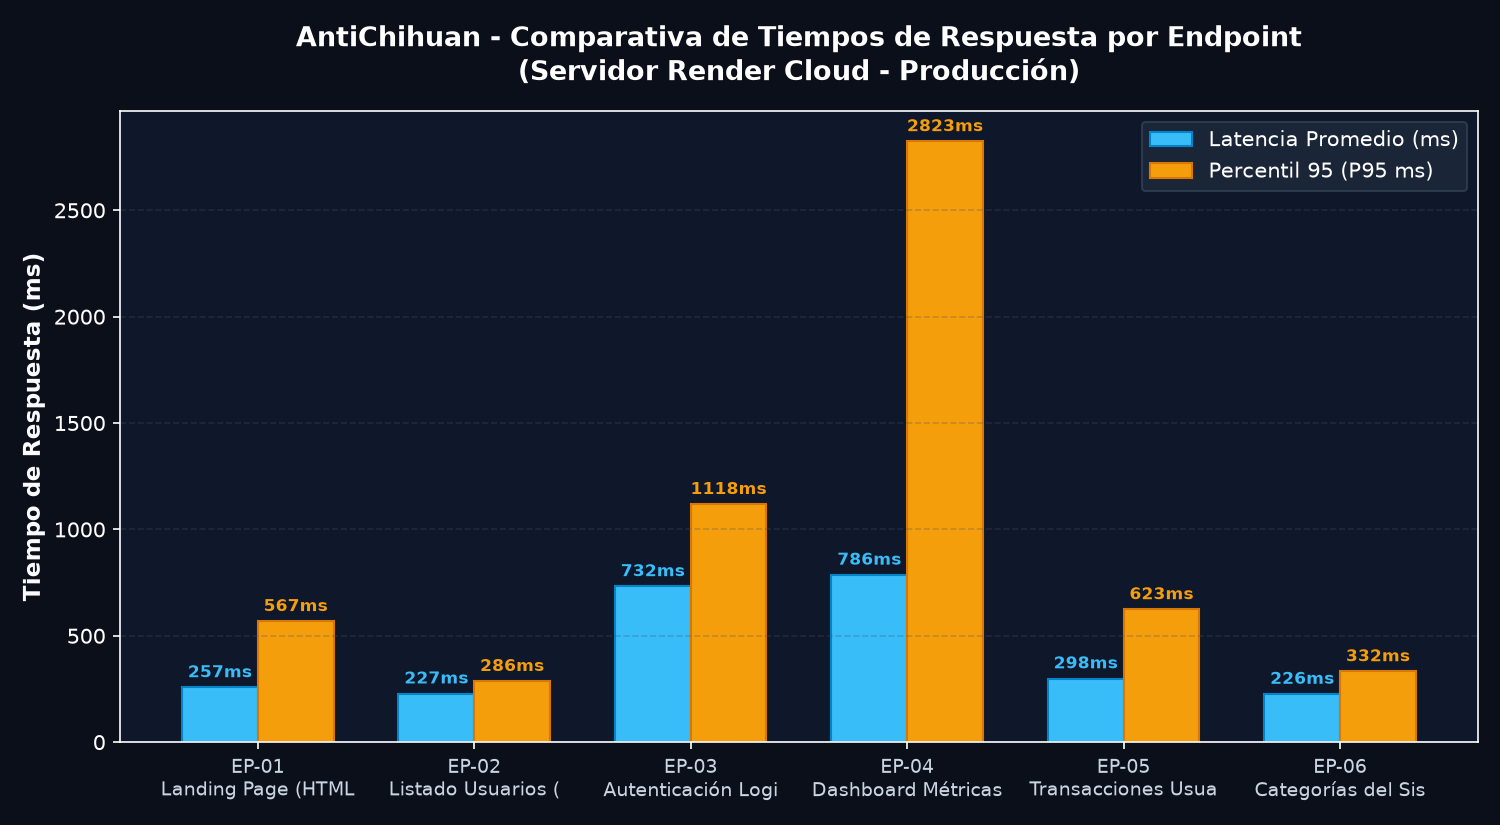 AntiChihuan - Comparativa de Tiempos de Respuesta por Endpoint
(Servidor Render Cloud - Producción)
Latencia Promedio (ms)
Percentil 95 (P95 ms)
Tiempo de Respuesta (ms)
2500
2000
1500
1000
500
0
257ms
567ms
227ms
286ms
732ms
1118ms
786ms
2823ms
298ms
623ms
226ms
332ms
EP-01
Landing Page (HTML
EP-02
Listado Usuarios (
EP-03
Autenticación Logi
EP-04
Dashboard Métricas
EP-05
Transacciones Usua
EP-06
Categorías del Sis